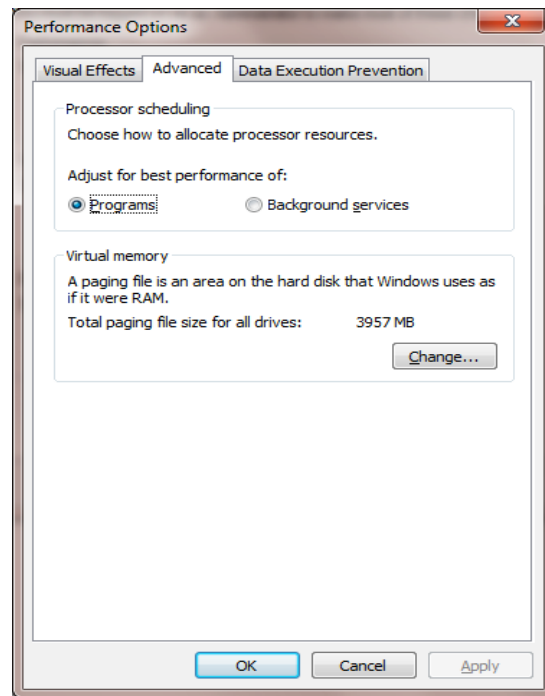 Performance Options
Visual Effects Advanced Data Execution Prevention
Processor scheduling
Choose how to allocate processor resources.
Adjust for best performance of:
Programs Background services
Virtual memory
A paging file is an area on the hard disk that Windows uses as
if it were RAM.
Total paging file size for all drives: 3957 MB
Change...
OK Cancel Apply